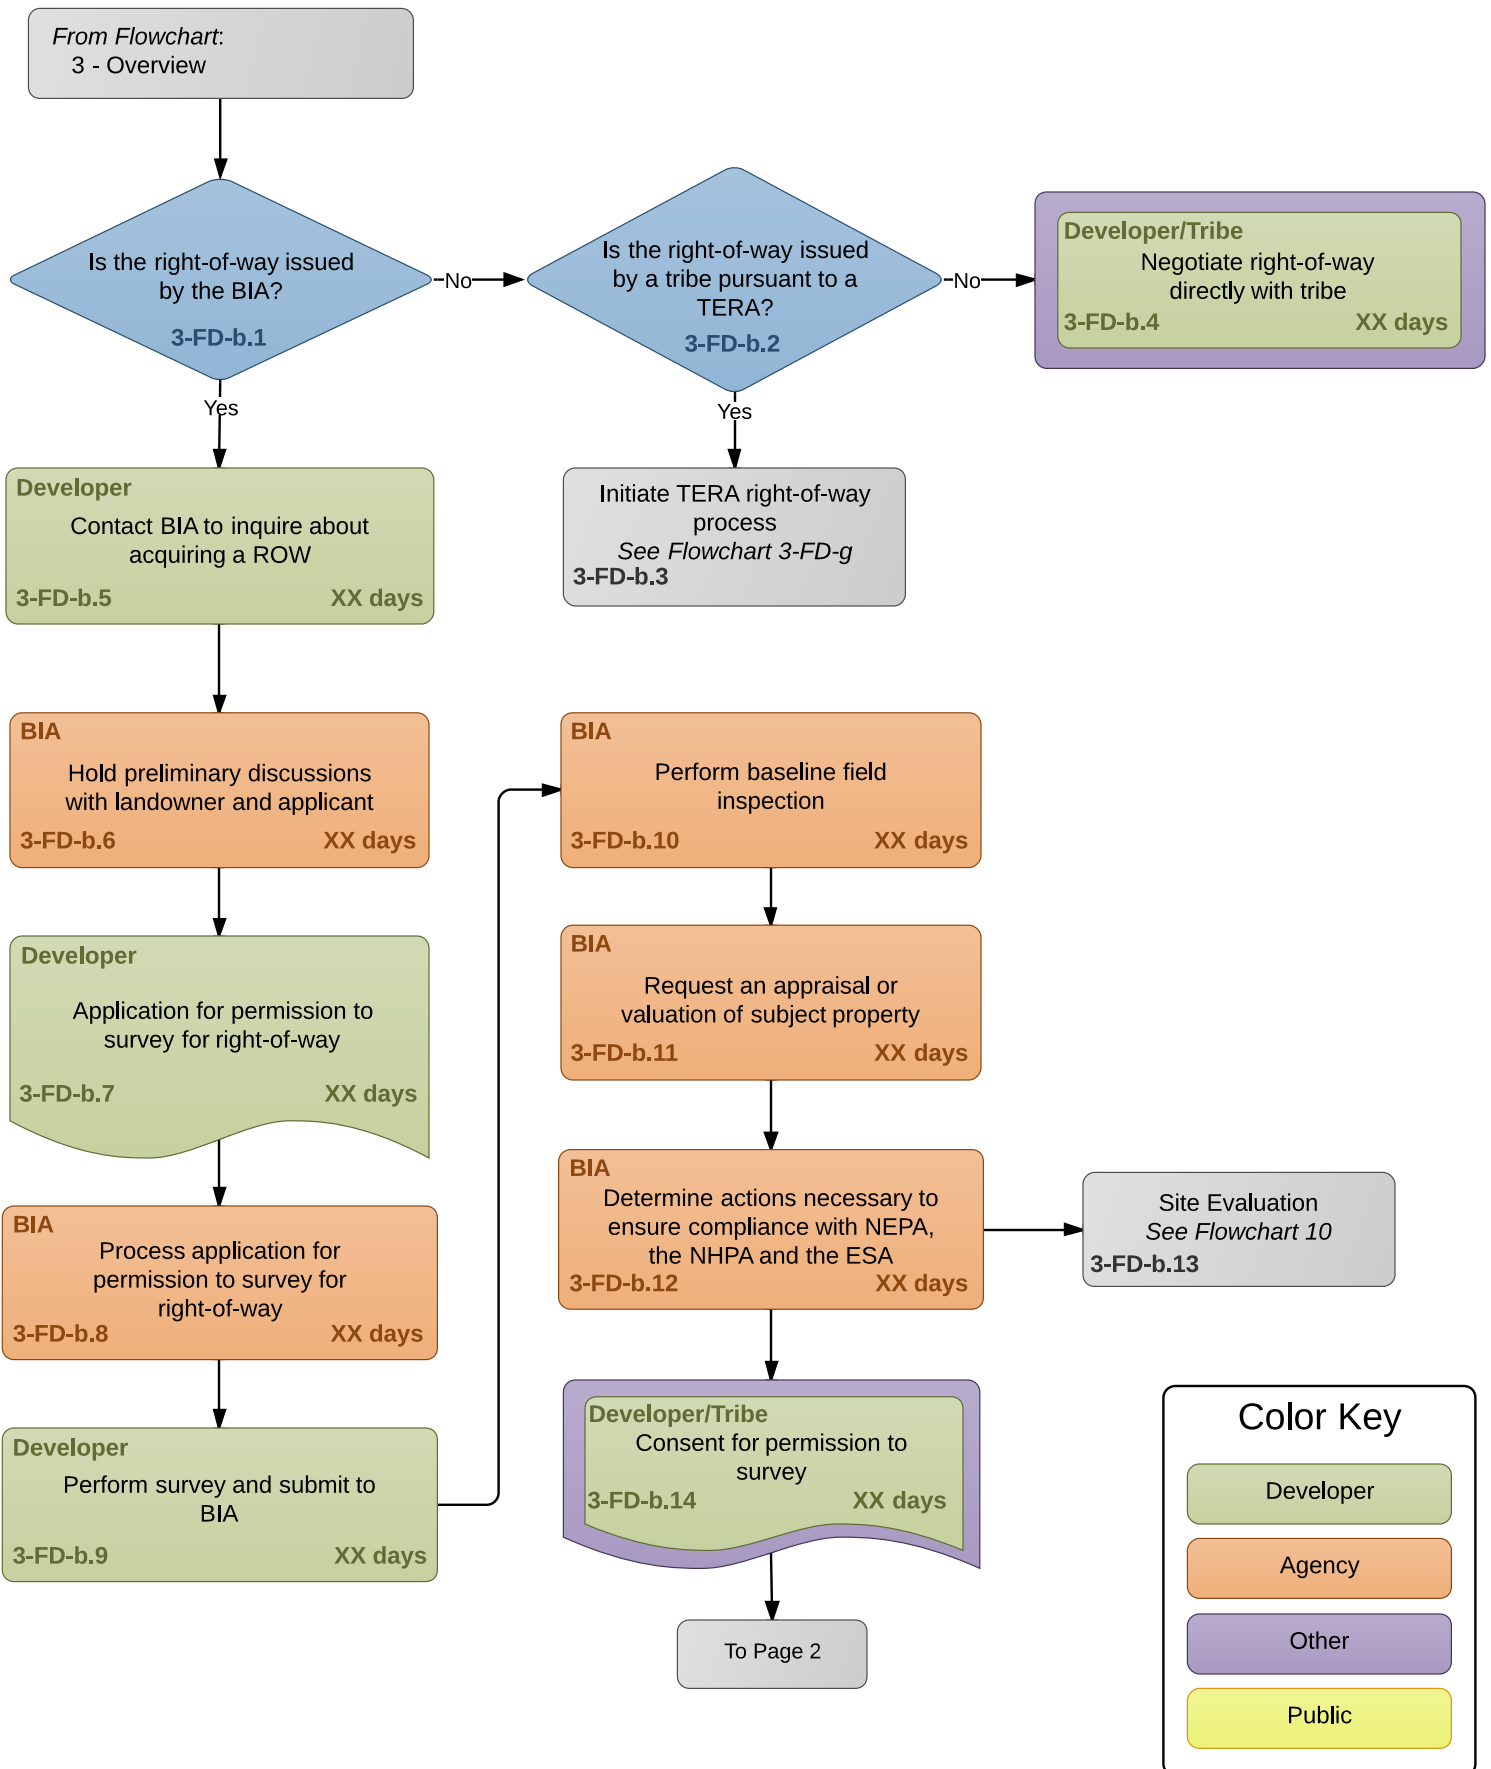 From Flowchart:
3 - Overview
Is the right-of-way issued
by the BIA?
3-FD-b.1
No
Is the right-of-way issued
by a tribe pursuant to a
TERA?
3-FD-b.2
No
Developer/Tribe
Negotiate right-of-way
directly with tribe
3-FD-b.4 XX days
Yes
Yes
Developer
Contact BIA to inquire about
acquiring a ROW
3-FD-b.5 XX days
Initiate TERA right-of-way
process
See Flowchart 3-FD-g
3-FD-b.3
BIA
Hold preliminary discussions
with landowner and applicant
3-FD-b.6 XX days
Developer
Application for permission to
survey for right-of-way
3-FD-b.7 XX days
BIA
Process application for
permission to survey for
right-of-way
3-FD-b.8 XX days
Developer
Perform survey and submit to
BIA
3-FD-b.9 XX days
BIA
Perform baseline field
inspection
3-FD-b.10 XX days
BIA
Request an appraisal or
valuation of subject property
3-FD-b.11 XX days
BIA
Determine actions necessary to
ensure compliance with NEPA,
the NHPA and the ESA
3-FD-b.12 XX days
Site Evaluation
See Flowchart 10
3-FD-b.13
Developer/Tribe
Consent for permission to
survey
3-FD-b.14 XX days
To Page 2
Color Key
Developer
Agency
Other
Public